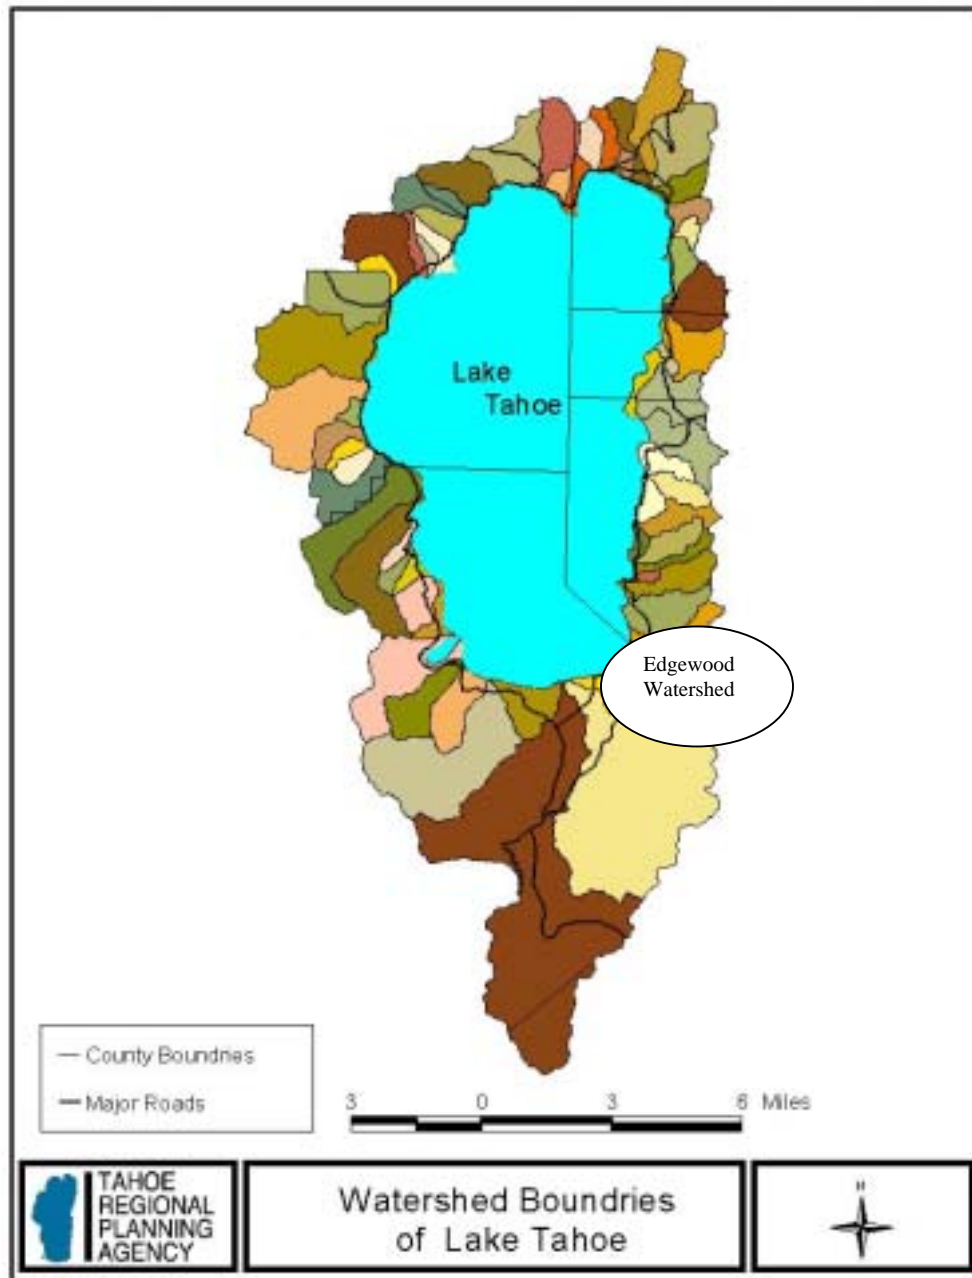 Lake
Tahoe
Edgewood
Watershed
County Boundries
Major Roads
3 0 3 6 Miles
TAHOE
REGIONAL
PLANNING
AGENCY
Watershed Boundries
of Lake Tahoe
N